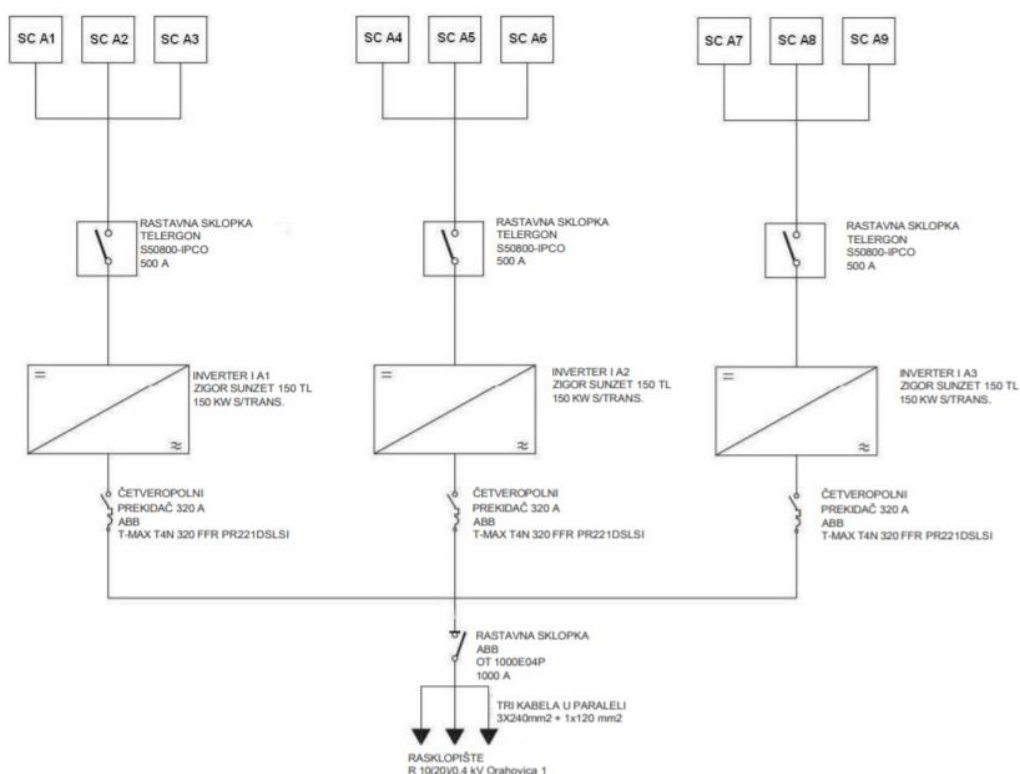 SC A1
SC A2
SC A3
SC A4
SC A5
SC A6
SC A7
SC A8
SC A9
RASTAVNA SKLOPKA
TELERGON
S50800-IPCO
500 A
RASTAVNA SKLOPKA
TELERGON
S50800-IPCO
500 A
RASTAVNA SKLOPKA
TELERGON
S50800-IPCO
500 A
INVERTER I A1
ZIGOR SUNZET 150 TL
150 KW S/TRANS.
INVERTER I A2
ZIGOR SUNZET 150 TL
150 KW S/TRANS.
INVERTER I A3
ZIGOR SUNZET 150 TL
150 KW S/TRANS.
ČETVEROPOLNI
PREKIDAČ 320 A
ABB
T-MAX T4N 320 FFR PR221DSLSI
ČETVEROPOLNI
PREKIDAČ 320 A
ABB
T-MAX T4N 320 FFR PR221DSLSI
ČETVEROPOLNI
PREKIDAČ 320 A
ABB
T-MAX T4N 320 FFR PR221DSLSI
RASTAVNA SKLOPKA
ABB
OT 1000E04P
1000 A
TRI KABELA U PARALELI
3X240mm2 + 1x120 mm2
RASKLOPIŠTE
R 10(20)/0,4 kV Orahovica 1